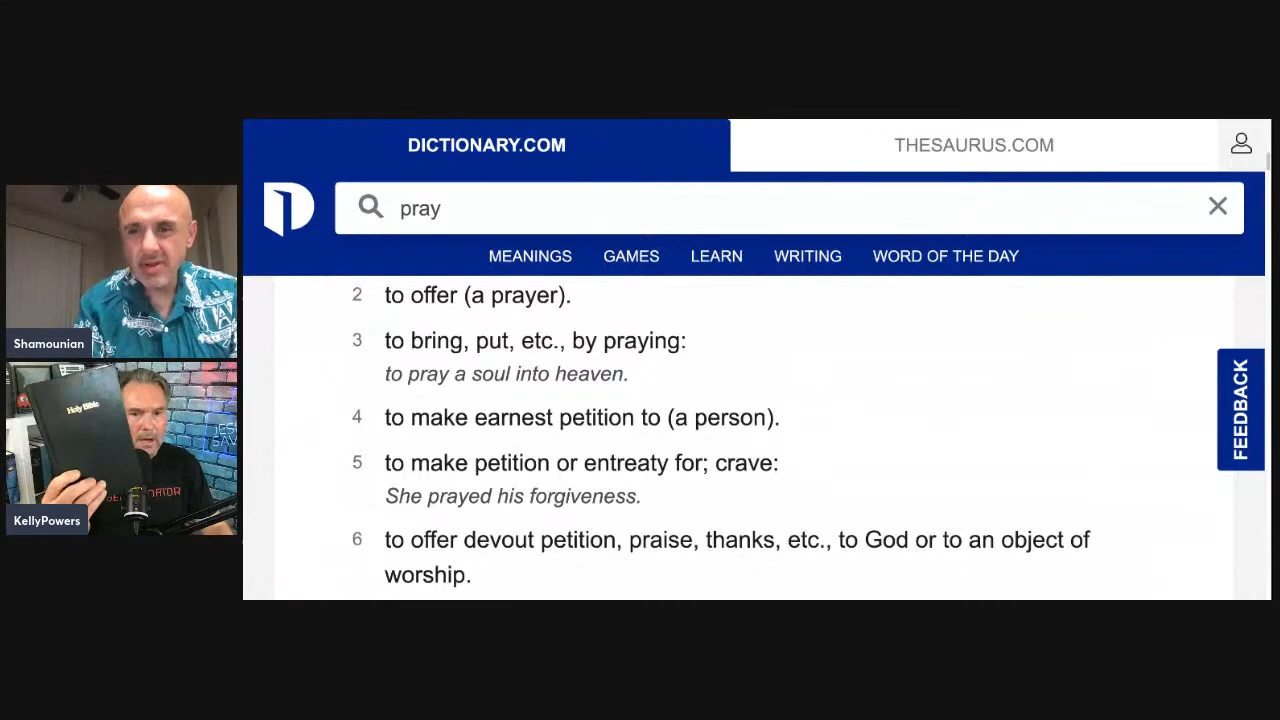 DICTIONARY.COM
THESAURUS.COM
pray
MEANINGS
GAMES
LEARN
WRITING
WORD OF THE DAY
2 to offer (a prayer).
3 to bring, put, etc., by praying:
to pray a soul into heaven.
4 to make earnest petition to (a person).
5 to make petition or entreaty for; crave:
She prayed his forgiveness.
6 to offer devout petition, praise, thanks, etc., to God or to an object of
worship.
FEEDBACK
Shamounian
Holy Bible
KellyPowers